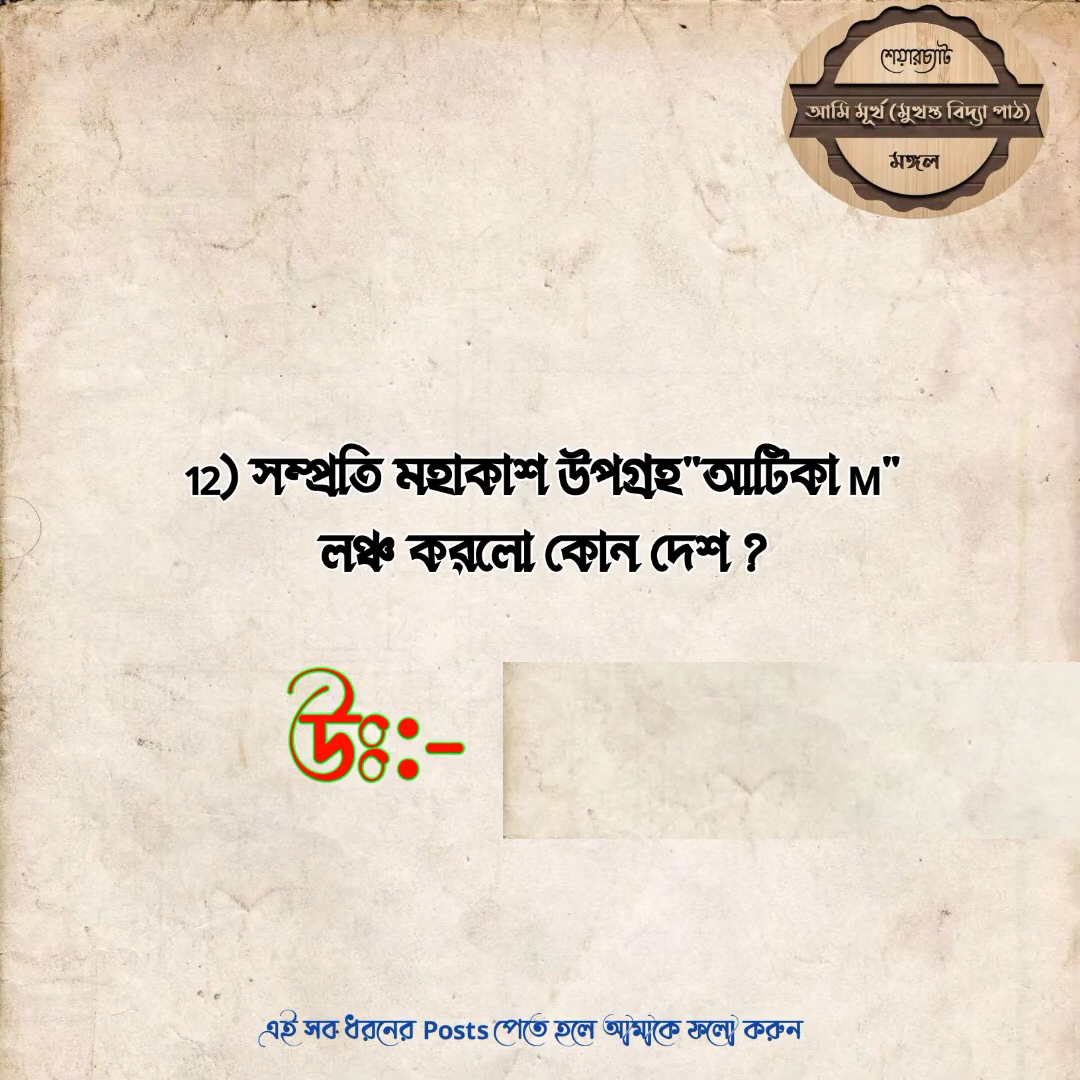 শেয়ারচ্যাট
আমি মূর্খ (মুখস্ত বিদ্যা পাঠ)
মঙ্গল
12) সম্প্রতি মহাকাশ উপগ্রহ"আর্টিকা M"
লঞ্চ করলো কোন দেশ ?
উঃ:-
এই সব ধরনের Posts পেতে হলে আমাকে ফলো করুন